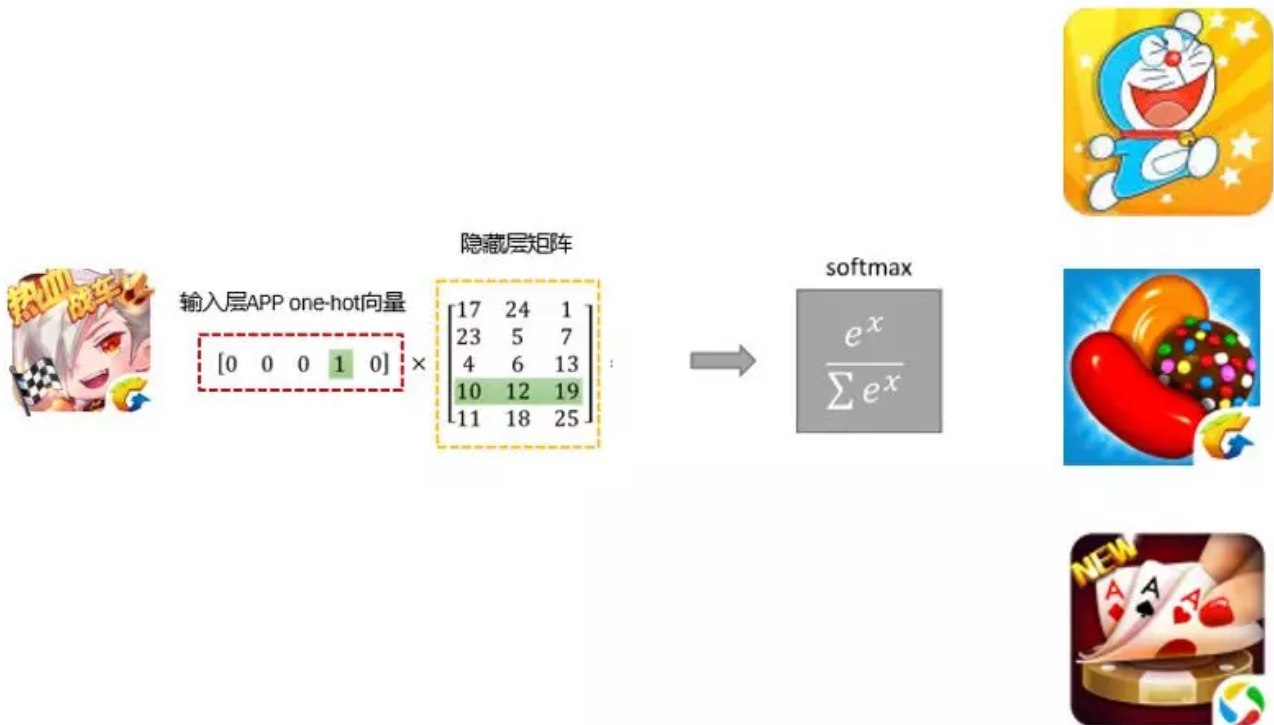 隐藏层矩阵
softmax
热血
战车
输入层APP one-hot向量
[0 0 0 1 0] ×
17 24 1
23 5 7
4 6 13
10 12 19
11 18 25
e^x
∑ e^x
NEW
A A A